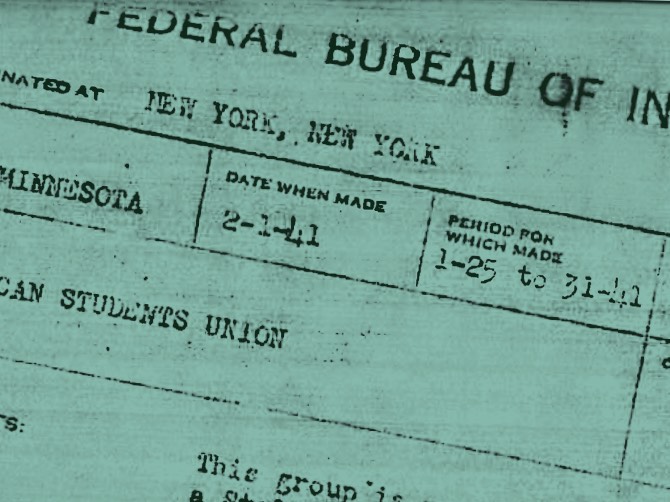 FEDERAL BUREAU OF IN
NATED AT NEW YORK, NEW YORK
MINNESOTA
DATE WHEN MADE
2-1-41
PERIOD FOR
WHICH MADE
1-25 to 31-41
CAN STUDENTS UNION
TS:
This group is
a